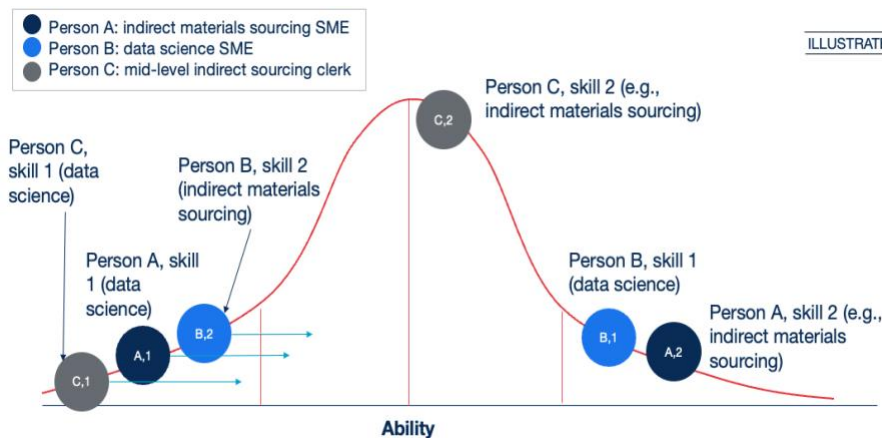 Person A: indirect materials sourcing SME
Person B: data science SME
Person C: mid-level indirect sourcing clerk
ILLUSTRATI
Person C, skill 2 (e.g.,
indirect materials sourcing)
C,2
Person C,
skill 1 (data
science)
Person B, skill 2
(indirect materials
sourcing)
Person A, skill
1 (data
science)
Person B, skill 1
(data science)
Person A, skill 2 (e.g.,
indirect materials
sourcing)
B,2
A,1
C,1
B,1
A,2
Ability